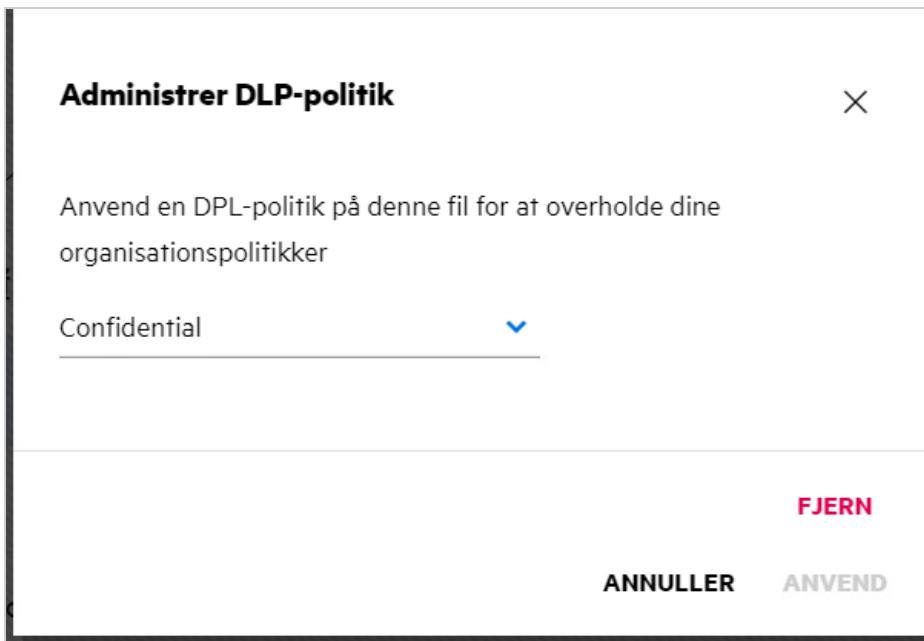 Administrer DLP-politik
Anvend en DPL-politik på denne fil for at overholde dine
organisationspolitikker
Confidential
FJERN
ANNULLER ANVEND